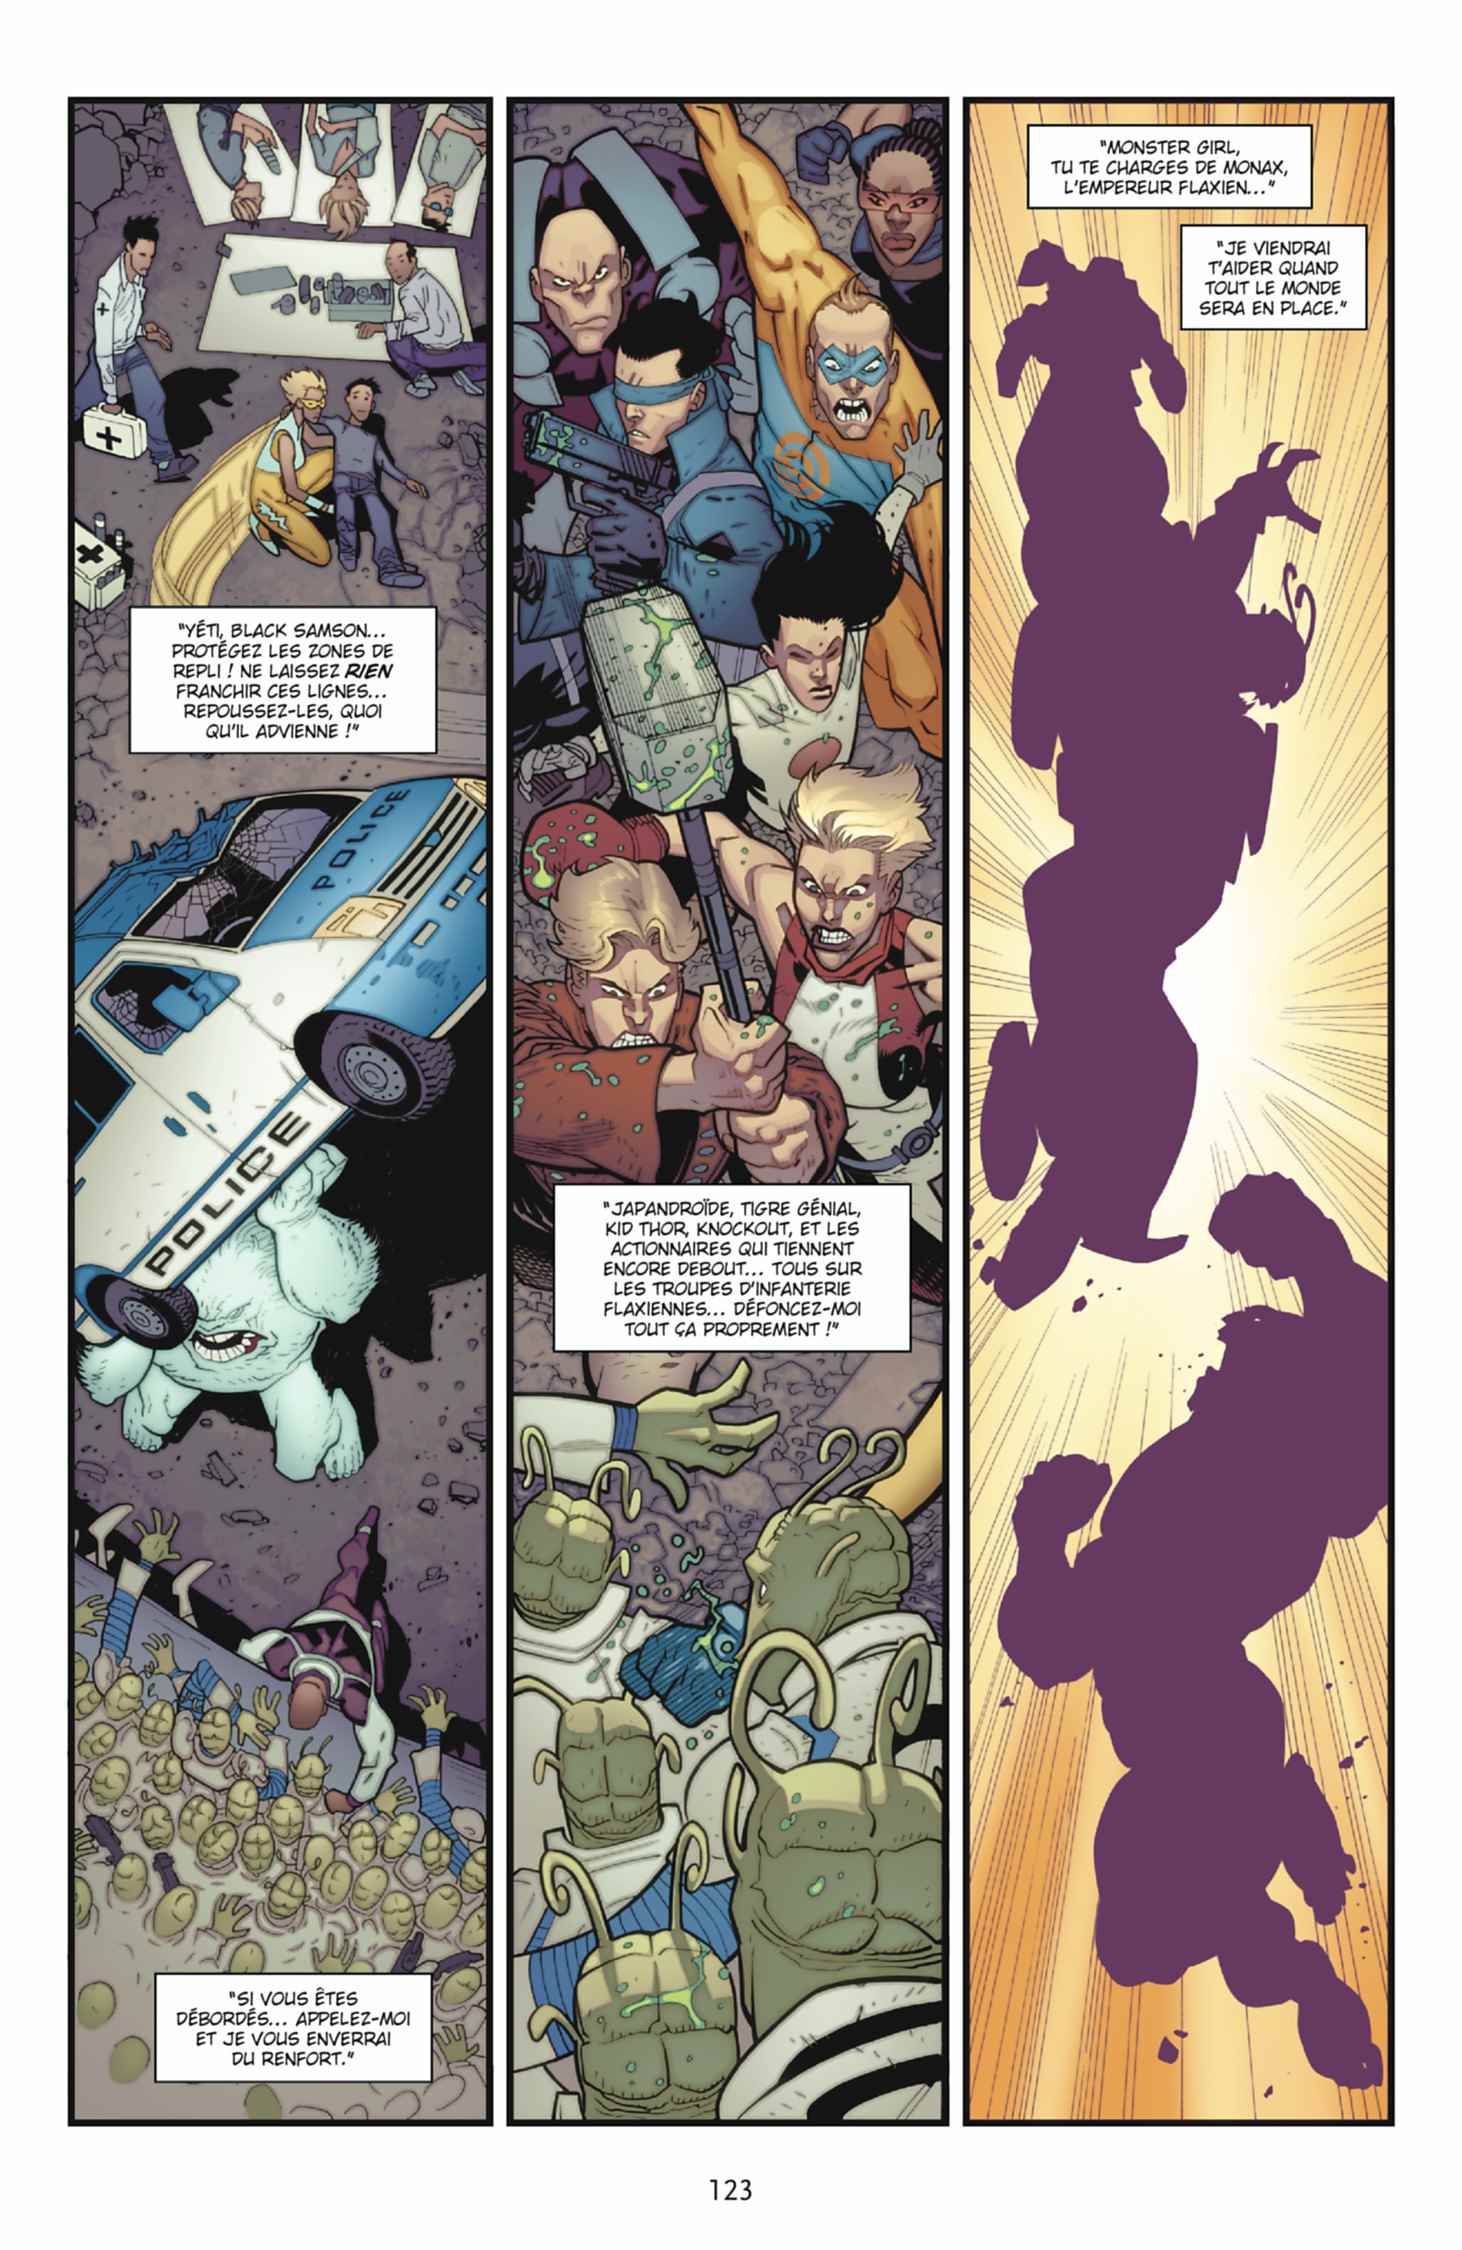 "YÉTI, BLACK SAMSON...
PROTÉGEZ LES ZONES DE
REPLI ! NE LAISSEZ RIEN
FRANCHIR CES LIGNES...
REPOUSSEZ-LES, QUOI
QU'IL ADVIENNE !"
POLICE
POLICE
"SI VOUS ÊTES
DÉBORDÉS... APPELEZ-MOI
ET JE VOUS ENVERRAI
DU RENFORT."
"JAPANDROÏDE, TIGRE GÉNIAL,
KID THOR, KNOCKOUT, ET LES
ACTIONNAIRES QUI TIENNENT
ENCORE DEBOUT... TOUS SUR
LES TROUPES D'INFANTERIE
FLAXIENNES... DÉFONCEZ-MOI
TOUT ÇA PROPREMENT !"
"MONSTER GIRL,
TU TE CHARGES DE MONAX,
L'EMPEREUR FLAXIEN..."
"JE VIENDRAI
T'AIDER QUAND
TOUT LE MONDE
SERA EN PLACE."
123